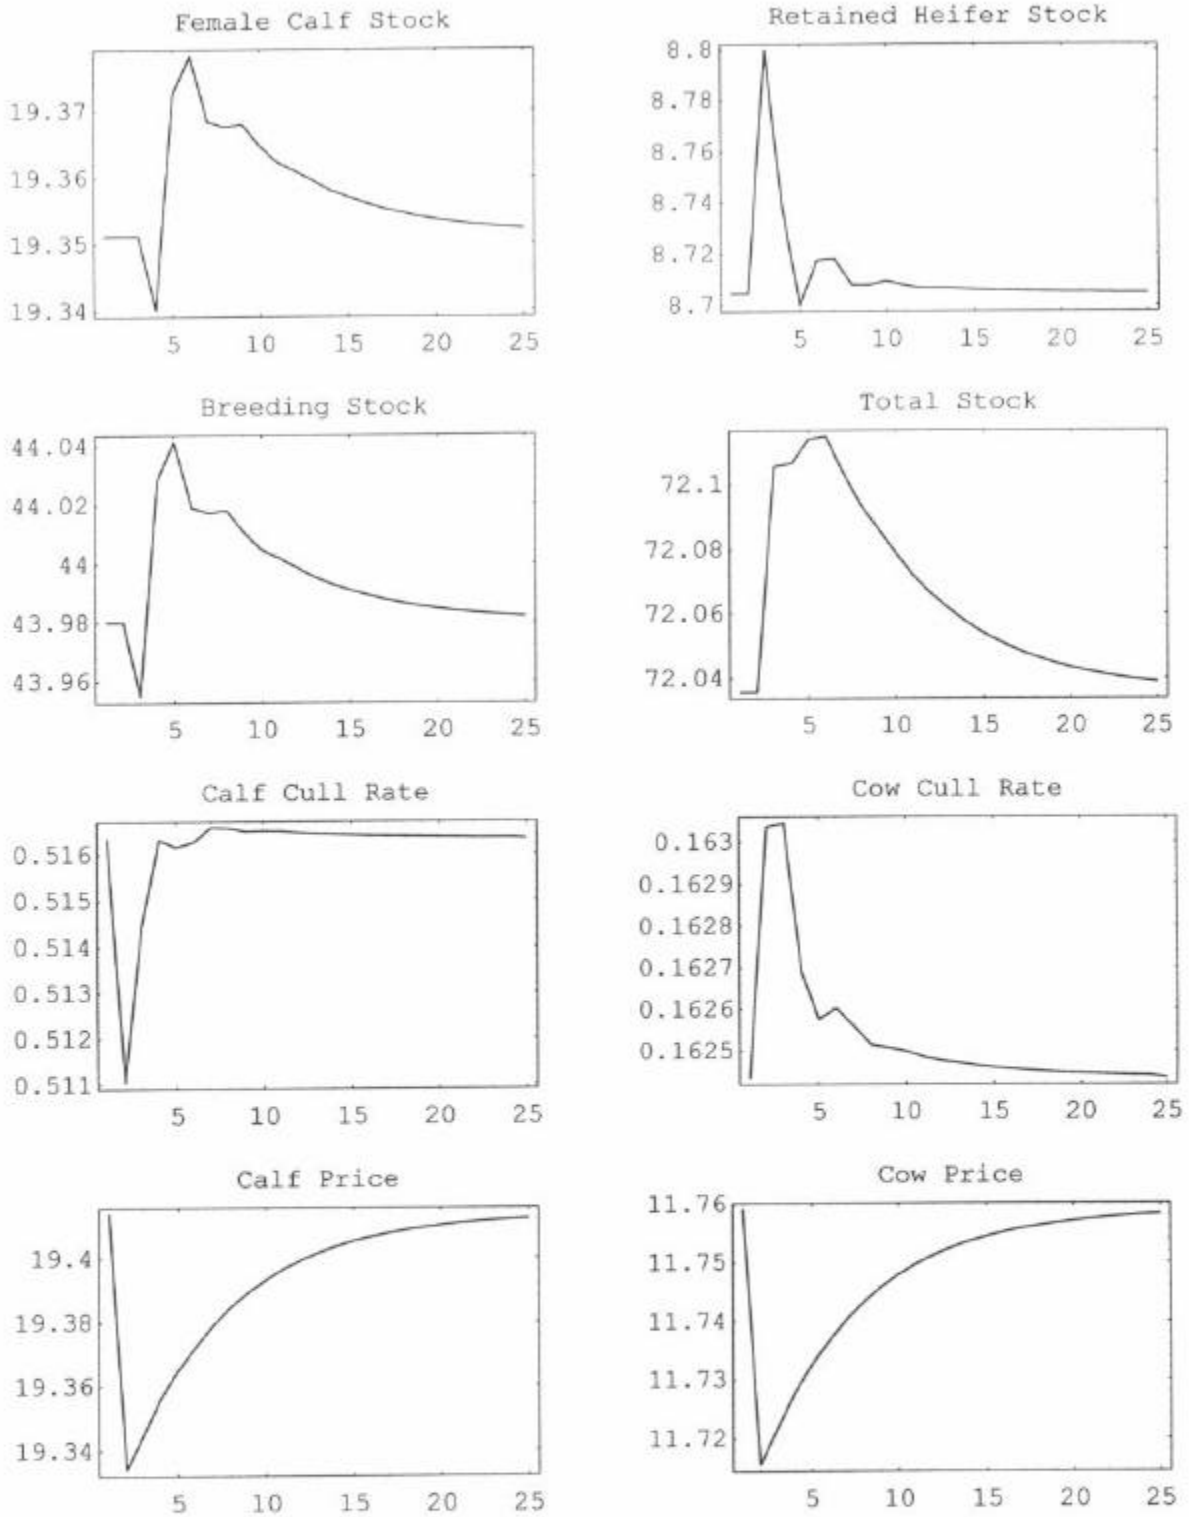 Female Calf Stock
19.37
19.36
19.35
19.34
5 10 15 20 25
Retained Heifer Stock
8.8
8.78
8.76
8.74
8.72
8.7
5 10 15 20 25
Breeding Stock
44.04
44.02
44
43.98
43.96
5 10 15 20 25
Total Stock
72.1
72.08
72.06
72.04
5 10 15 20 25
Calf Cull Rate
0.516
0.515
0.514
0.513
0.512
0.511
5 10 15 20 25
Cow Cull Rate
0.163
0.1629
0.1628
0.1627
0.1626
0.1625
5 10 15 20 25
Calf Price
19.4
19.38
19.36
19.34
5 10 15 20 25
Cow Price
11.76
11.75
11.74
11.73
11.72
5 10 15 20 25